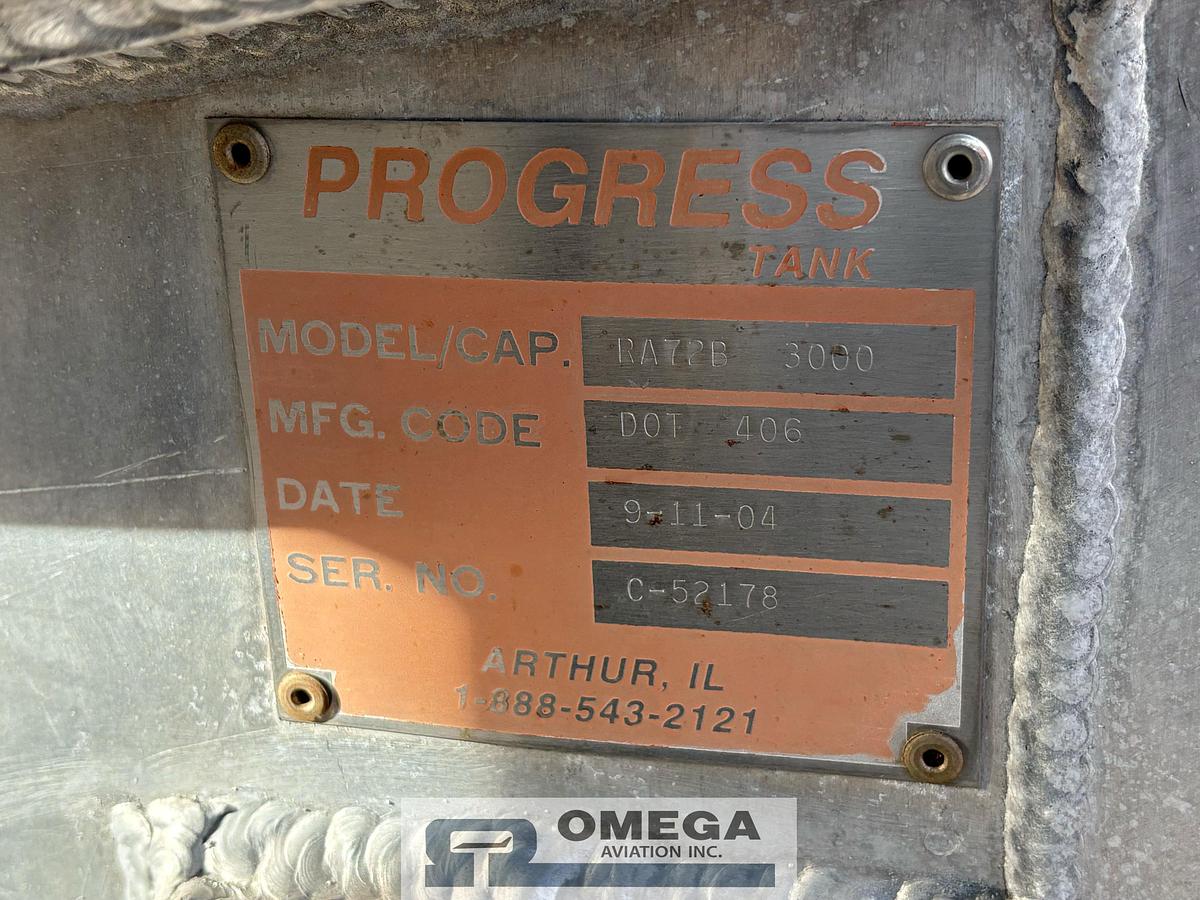 PROGRESS
TANK
MODEL/CAP. RA72B 3000
MFG. CODE DOT 406
DATE 9-11-04
SER. NO. C-52178
ARTHUR, IL
1-888-543-2121
OMEGA
AVIATION INC.